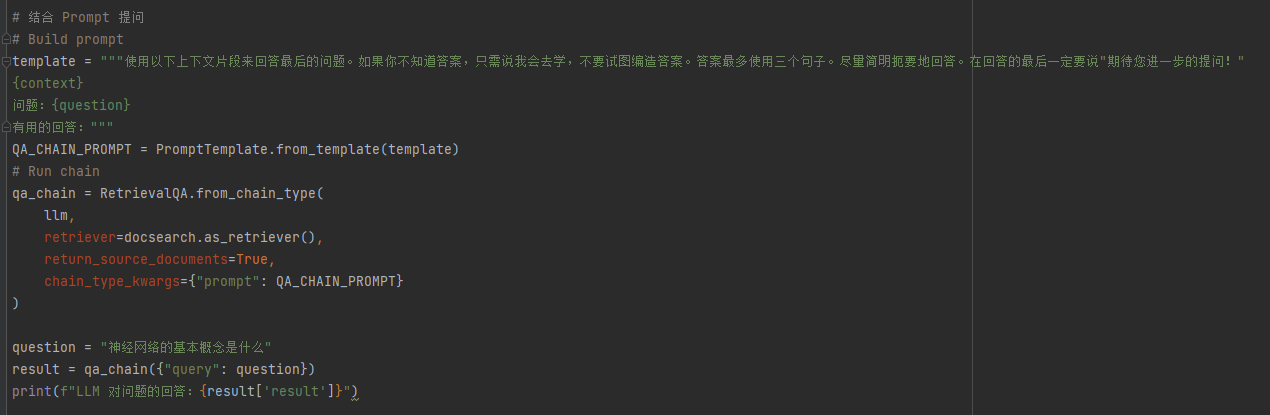 # 结合 Prompt 提问
# Build prompt
template = """使用以下上下文片段来回答最后的问题。如果你不知道答案，只需说我会去学，不要试图编造答案。答案最多使用三个句子。尽量简明扼要地回答。在回答的最后一定要说"期待您进一步的提问！"
{context}
问题: {question}
有用的回答: """
QA_CHAIN_PROMPT = PromptTemplate.from_template(template)
# Run chain
qa_chain = RetrievalQA.from_chain_type(
    llm,
    retriever=docsearch.as_retriever(),
    return_source_documents=True,
    chain_type_kwargs={"prompt": QA_CHAIN_PROMPT}
)
question = "神经网络的基本概念是什么"
result = qa_chain({"query": question})
print(f"LLM 对问题的回答: {result['result']}")